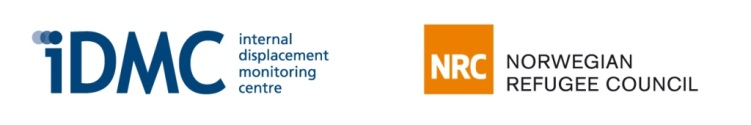 iDMC
internal
displacement
monitoring
centre
NRC
NORWEGIAN
REFUGEE COUNCIL